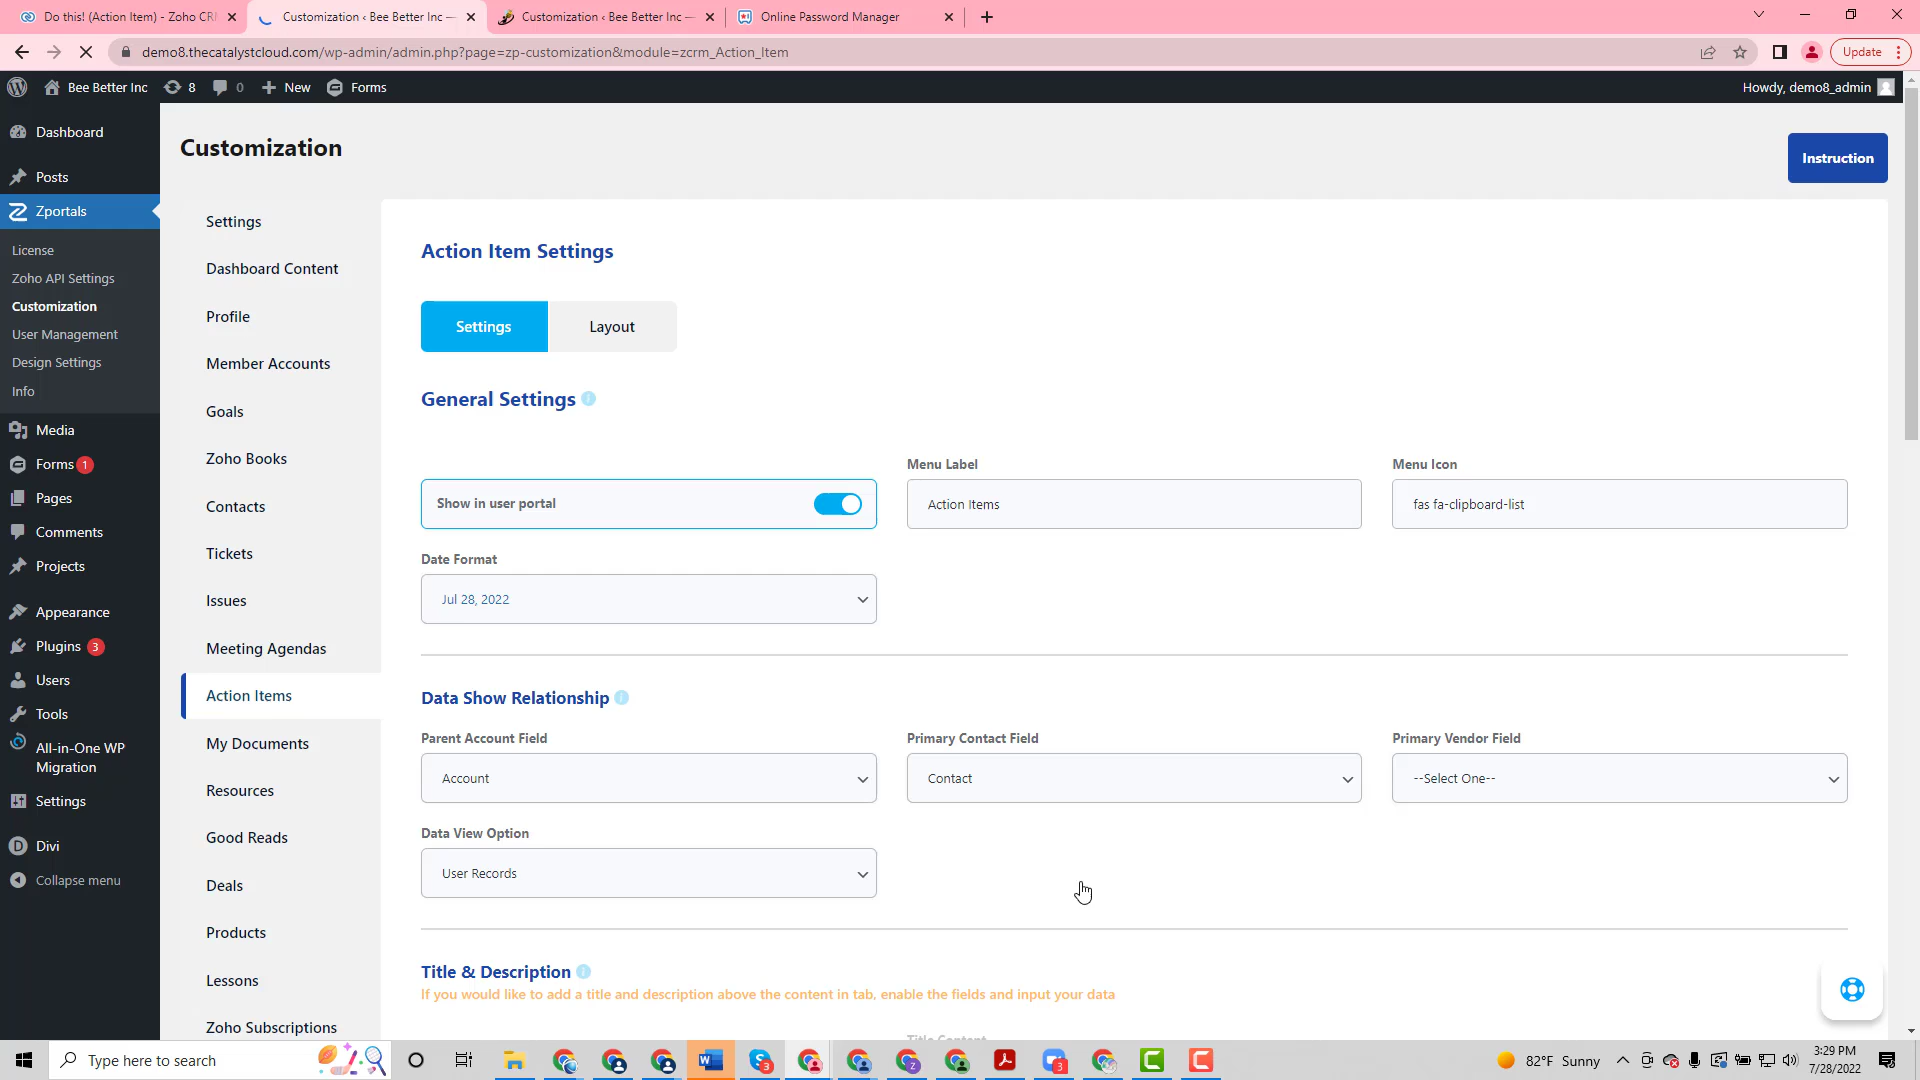 Do this! (Action Item) - Zoho CR
Customization ‹ Bee Better Inc —
Customization ‹ Bee Better Inc —
Online Password Manager
demo8.thecatalystcloud.com/wp-admin/admin.php?page=zp-customization&module=zcrm_Action_Item
Update
Bee Better Inc
8
0
New
Forms
Howdy, demo8_admin
Dashboard
Posts
Zportals
License
Zoho API Settings
Customization
User Management
Design Settings
Info
Media
Forms 1
Pages
Comments
Projects
Appearance
Plugins 3
Users
Tools
All-in-One WP
Migration
Settings
Divi
Collapse menu
Customization
Instruction
Settings
Dashboard Content
Profile
Member Accounts
Goals
Zoho Books
Contacts
Tickets
Issues
Meeting Agendas
Action Items
My Documents
Resources
Good Reads
Deals
Products
Lessons
Zoho Subscriptions
Action Item Settings
Settings
Layout
General Settings
Show in user portal
Menu Label
Action Items
Menu Icon
fas fa-clipboard-list
Date Format
Jul 28, 2022
Data Show Relationship
Parent Account Field
Account
Primary Contact Field
Contact
Primary Vendor Field
--Select One--
Data View Option
User Records
Title & Description
If you would like to add a title and description above the content in tab, enable the fields and input your data
Title Content
Type here to search
82°F Sunny
3:29 PM
7/28/2022